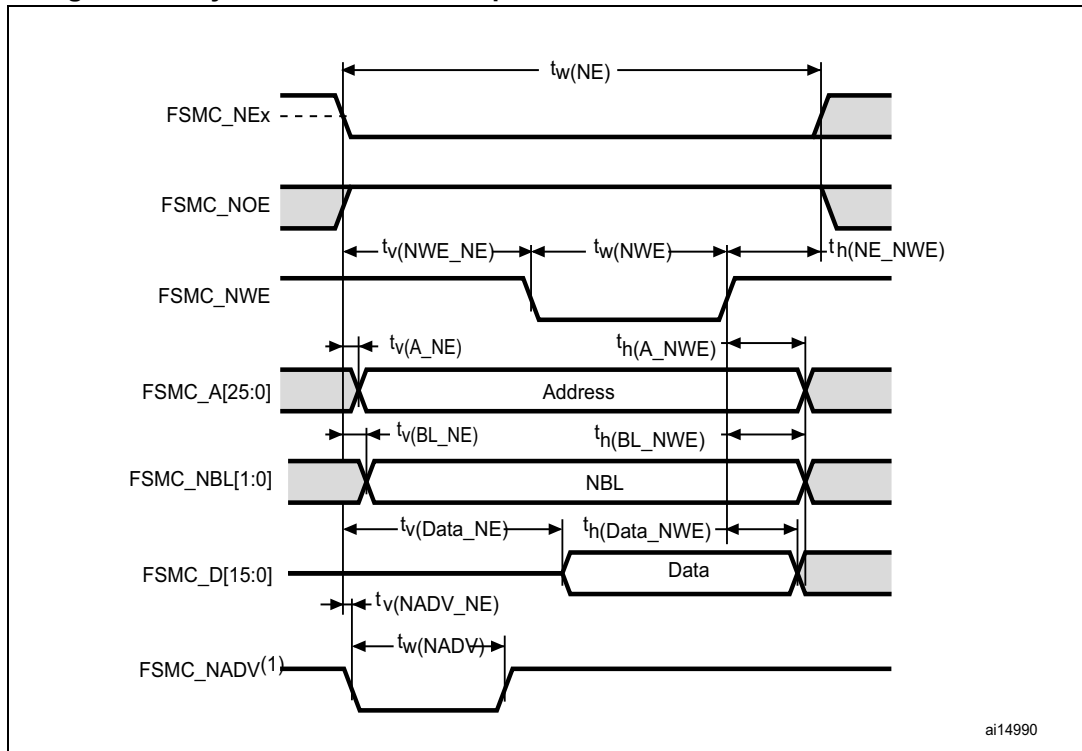 tw(NE)
FSMC_NEx
FSMC_NOE
tv(NWE_NE) tw(NWE) th(NE_NWE)
FSMC_NWE
tv(A_NE) th(A_NWE)
FSMC_A[25:0] Address
tv(BL_NE) th(BL_NWE)
FSMC_NBL[1:0] NBL
tv(Data_NE) th(Data_NWE)
FSMC_D[15:0] Data
tv(NADV_NE)
tw(NADV)
FSMC_NADV(1)
ai14990